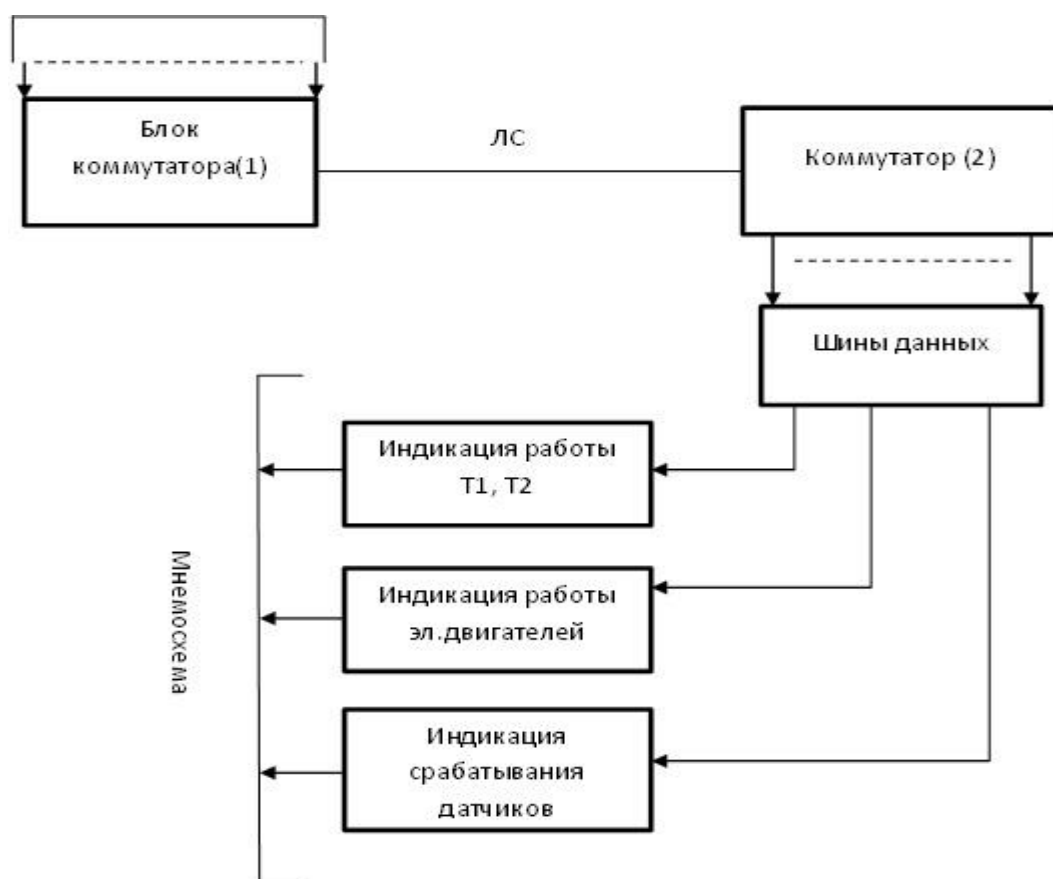 Блок
коммутатора(1)
ЛС
Коммутатор (2)
Шины данных
Индикация работы
Т1, Т2
Индикация работы
эл.двигателей
Индикация
срабатывания
датчиков
Мнемосхема